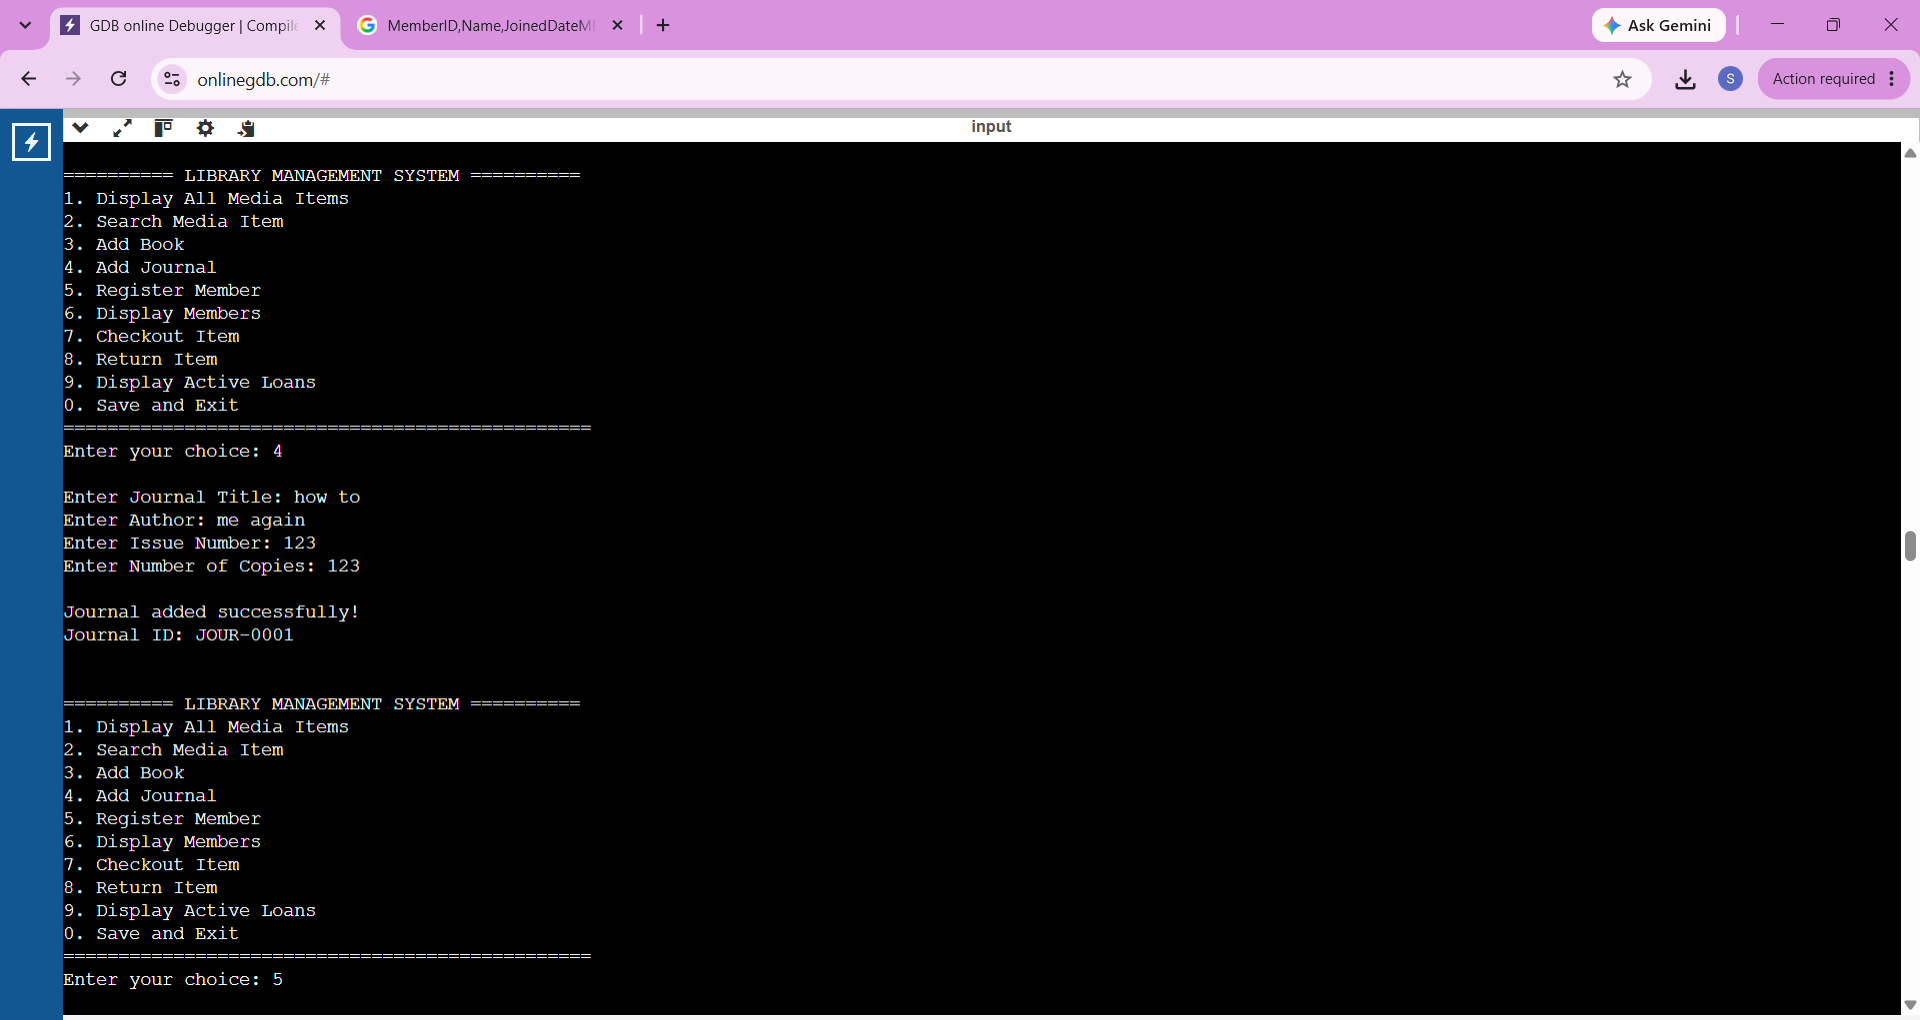 GDB online Debugger | Compile
MemberID,Name,JoinedDateME
Ask Gemini
onlinegdb.com/#
S
Action required
input
========== LIBRARY MANAGEMENT SYSTEM ==========
1. Display All Media Items
2. Search Media Item
3. Add Book
4. Add Journal
5. Register Member
6. Display Members
7. Checkout Item
8. Return Item
9. Display Active Loans
0. Save and Exit
================================================
Enter your choice: 4
Enter Journal Title: how to
Enter Author: me again
Enter Issue Number: 123
Enter Number of Copies: 123
Journal added successfully!
Journal ID: JOUR-0001
========== LIBRARY MANAGEMENT SYSTEM ==========
1. Display All Media Items
2. Search Media Item
3. Add Book
4. Add Journal
5. Register Member
6. Display Members
7. Checkout Item
8. Return Item
9. Display Active Loans
0. Save and Exit
================================================
Enter your choice: 5